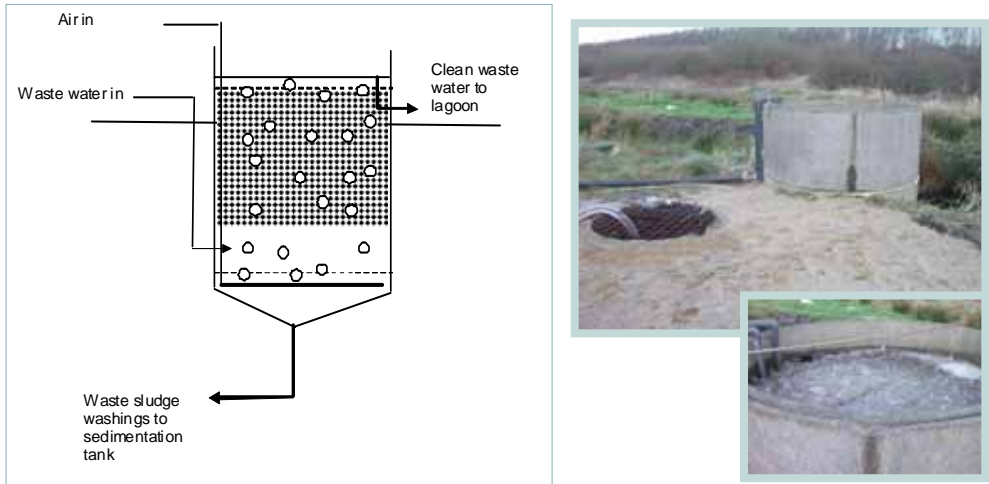 Air in
Waste water in
Clean waste
water to
lagoon
Waste sludge
washings to
sedimentation
tank